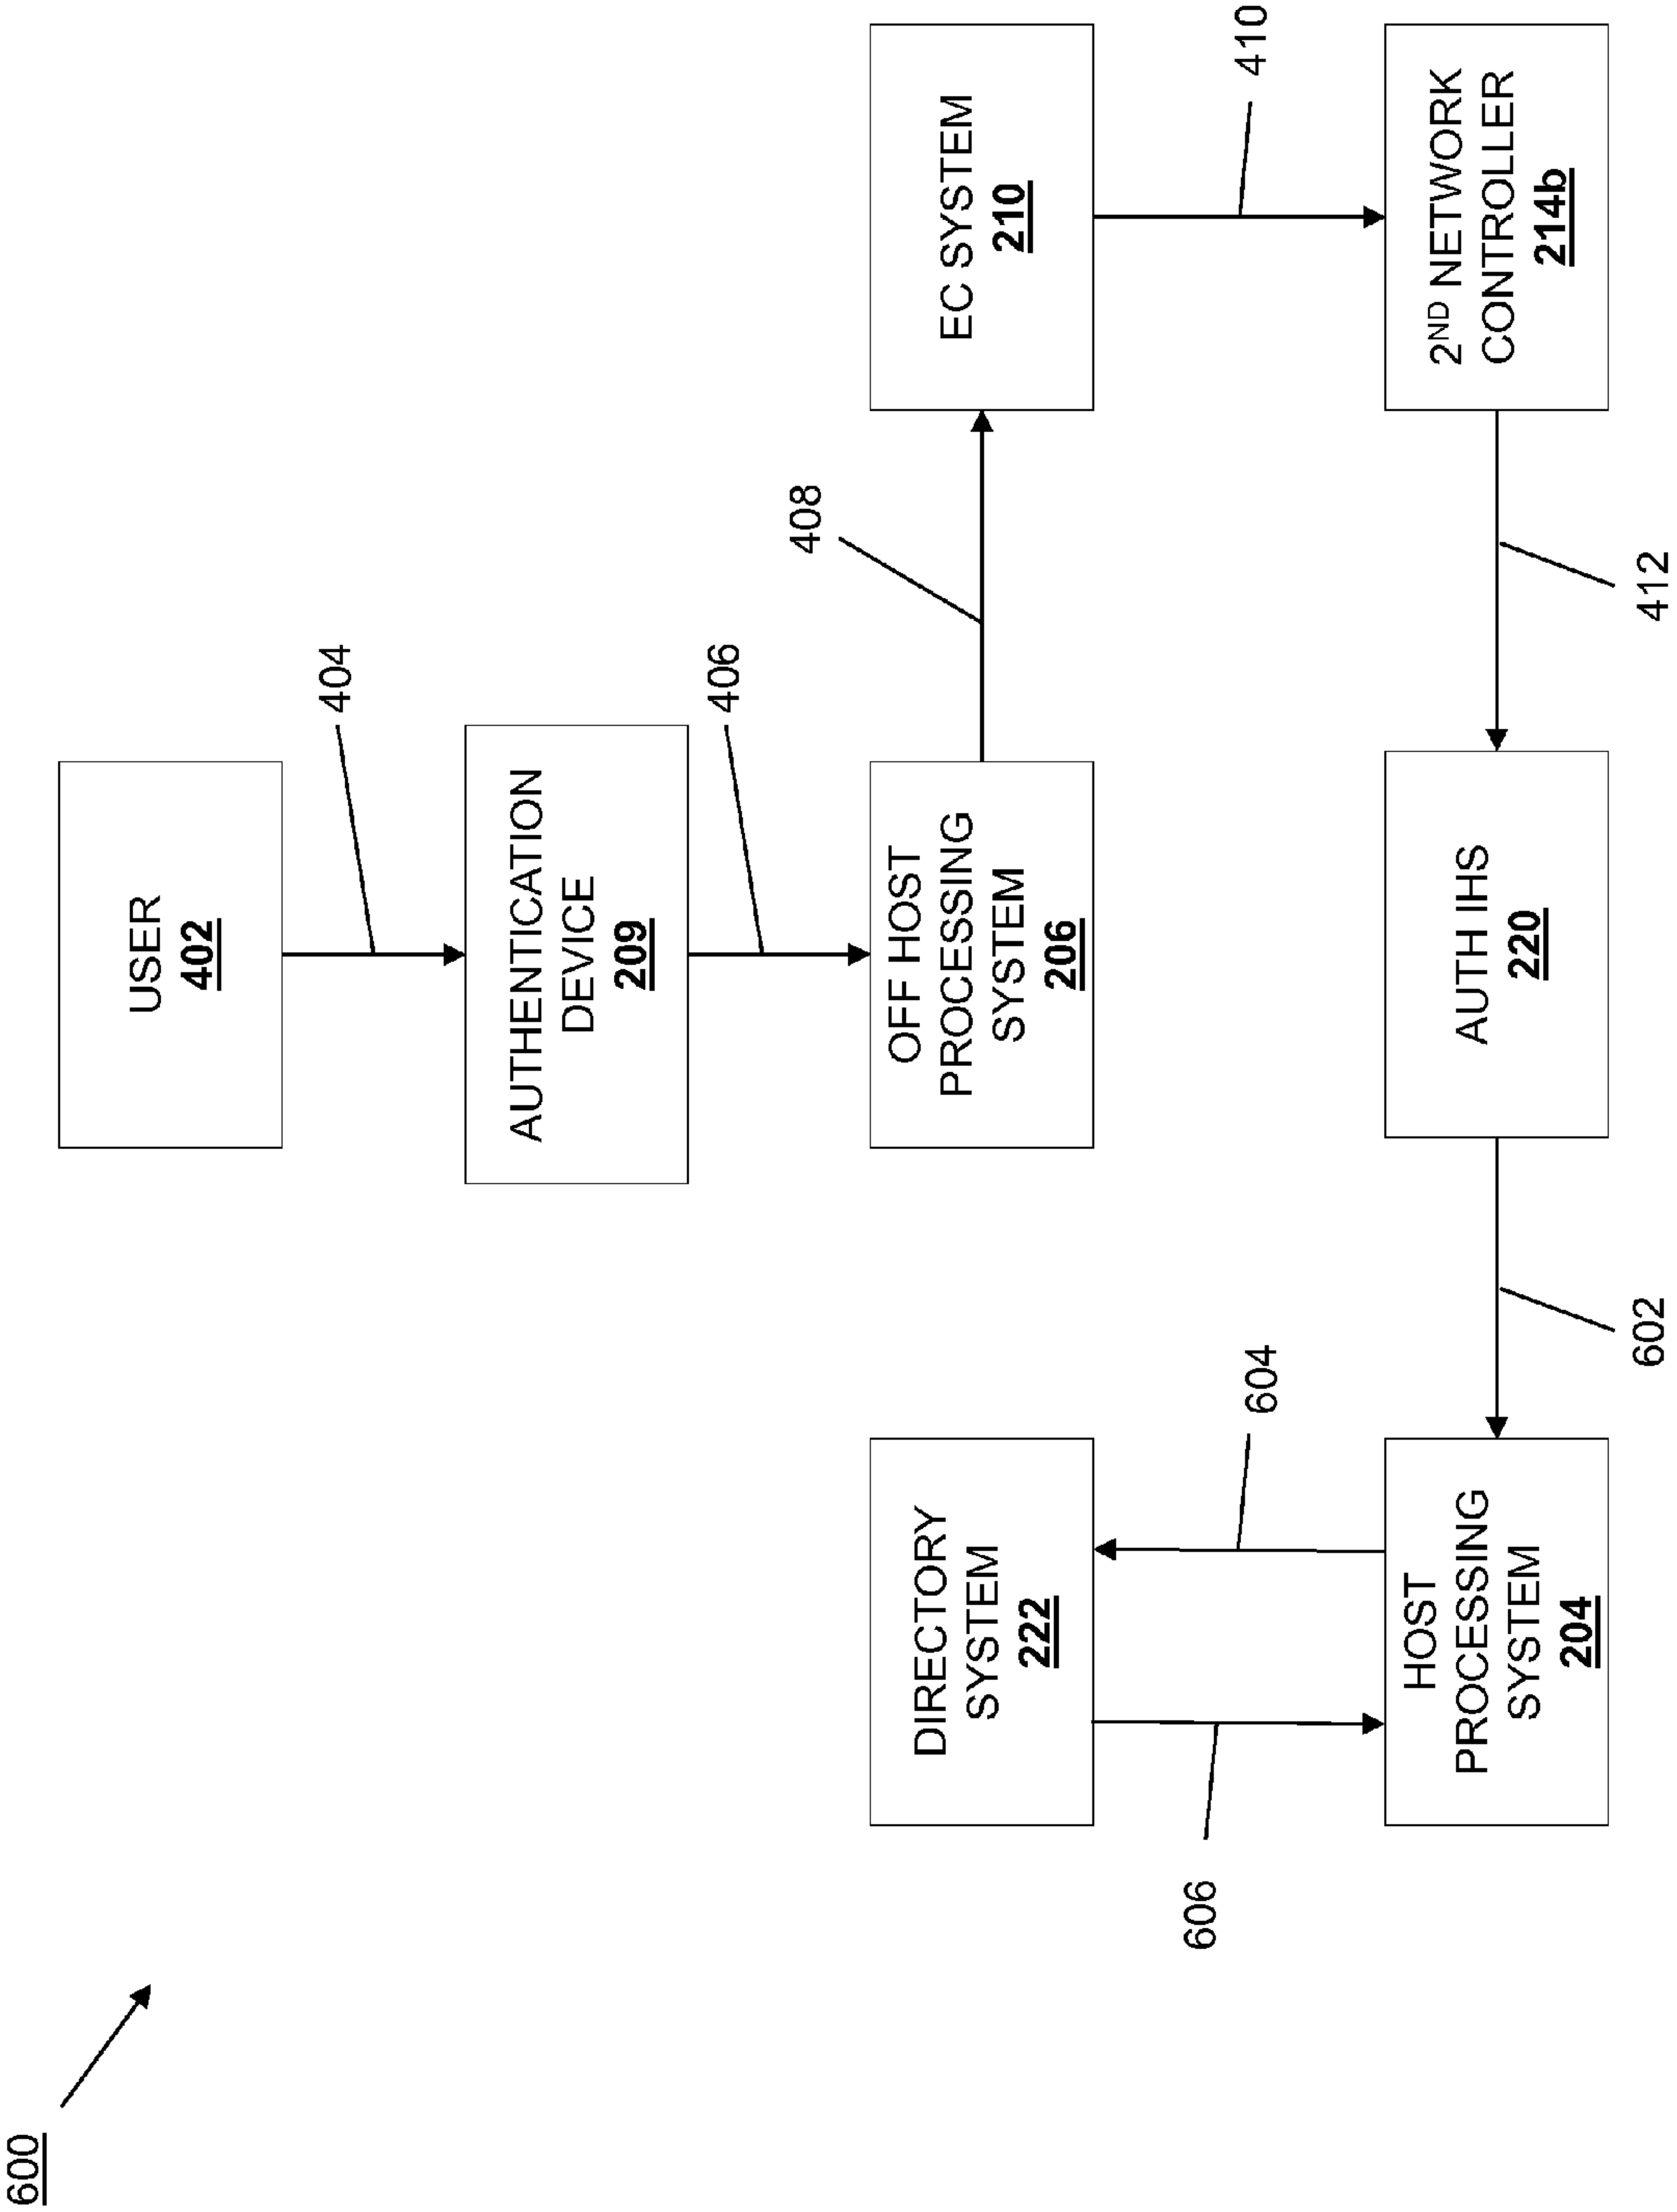 600
USER
402
404
AUTHENTICATION
DEVICE
209
406
DIRECTORY
SYSTEM
222
OFF HOST
PROCESSING
SYSTEM
206
408
EC SYSTEM
210
606
604
410
HOST
PROCESSING
SYSTEM
204
AUTH IHS
220
2ND NETWORK
CONTROLLER
214b
602
412